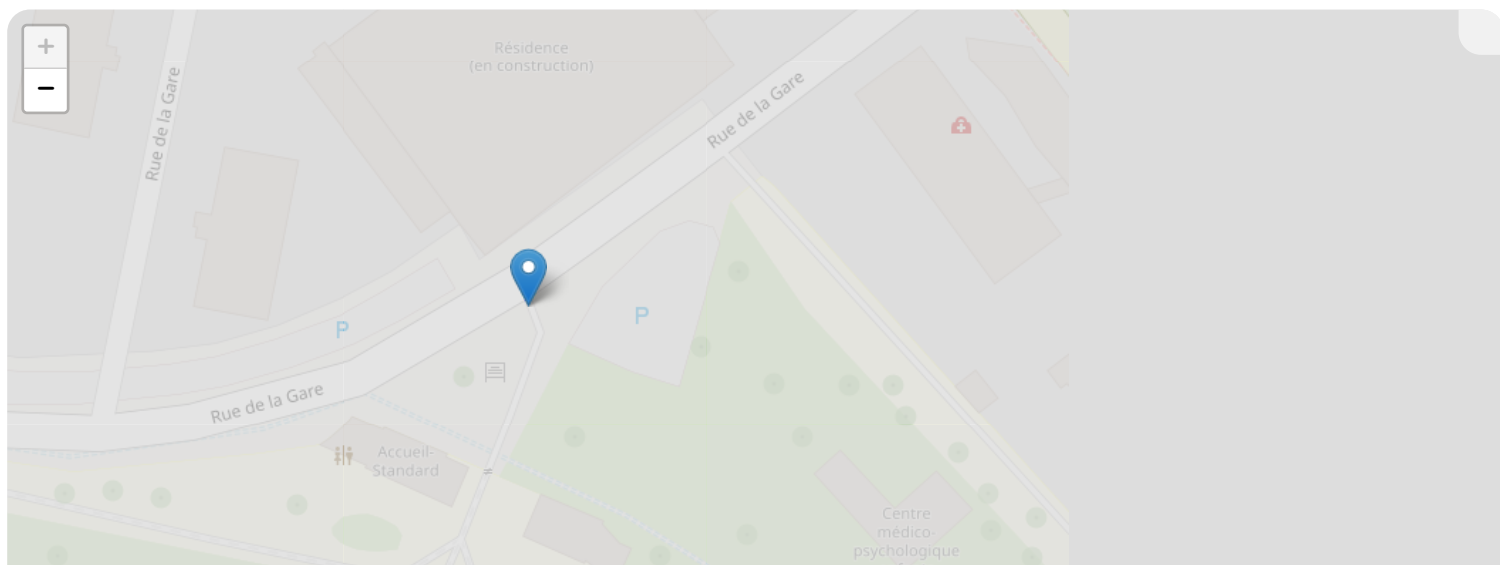 +
−
Résidence
(en construction)
Rue de la Gare
Rue de la Gare
P
P
Rue de la Gare
Accueil-
Standard
Centre
médico-
psychologique